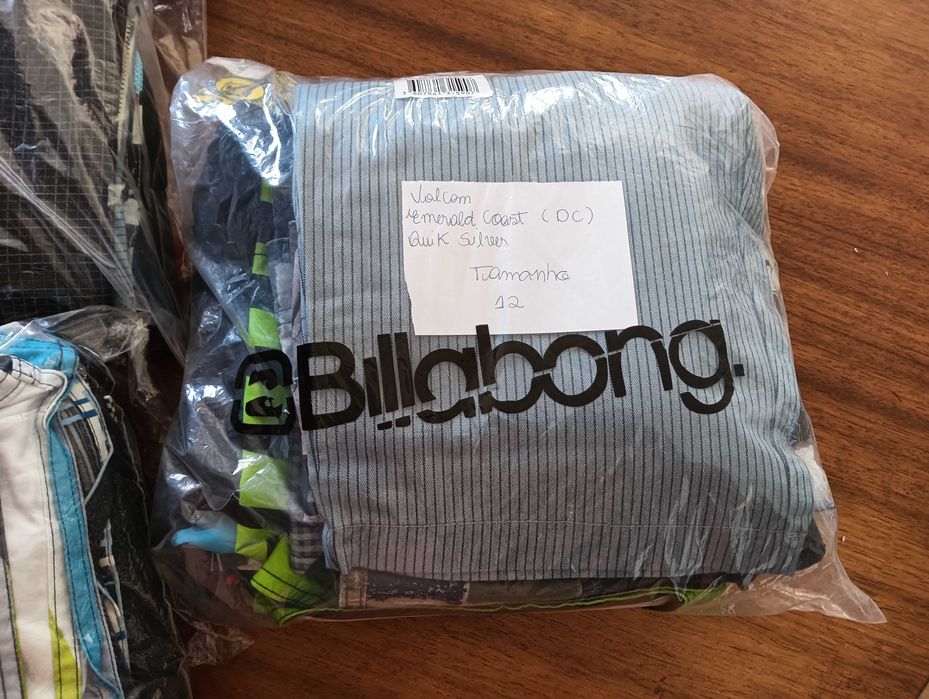 Volcom
Emerald Coast (DC)
Quik Silver
Tamanho
12
Billabong.